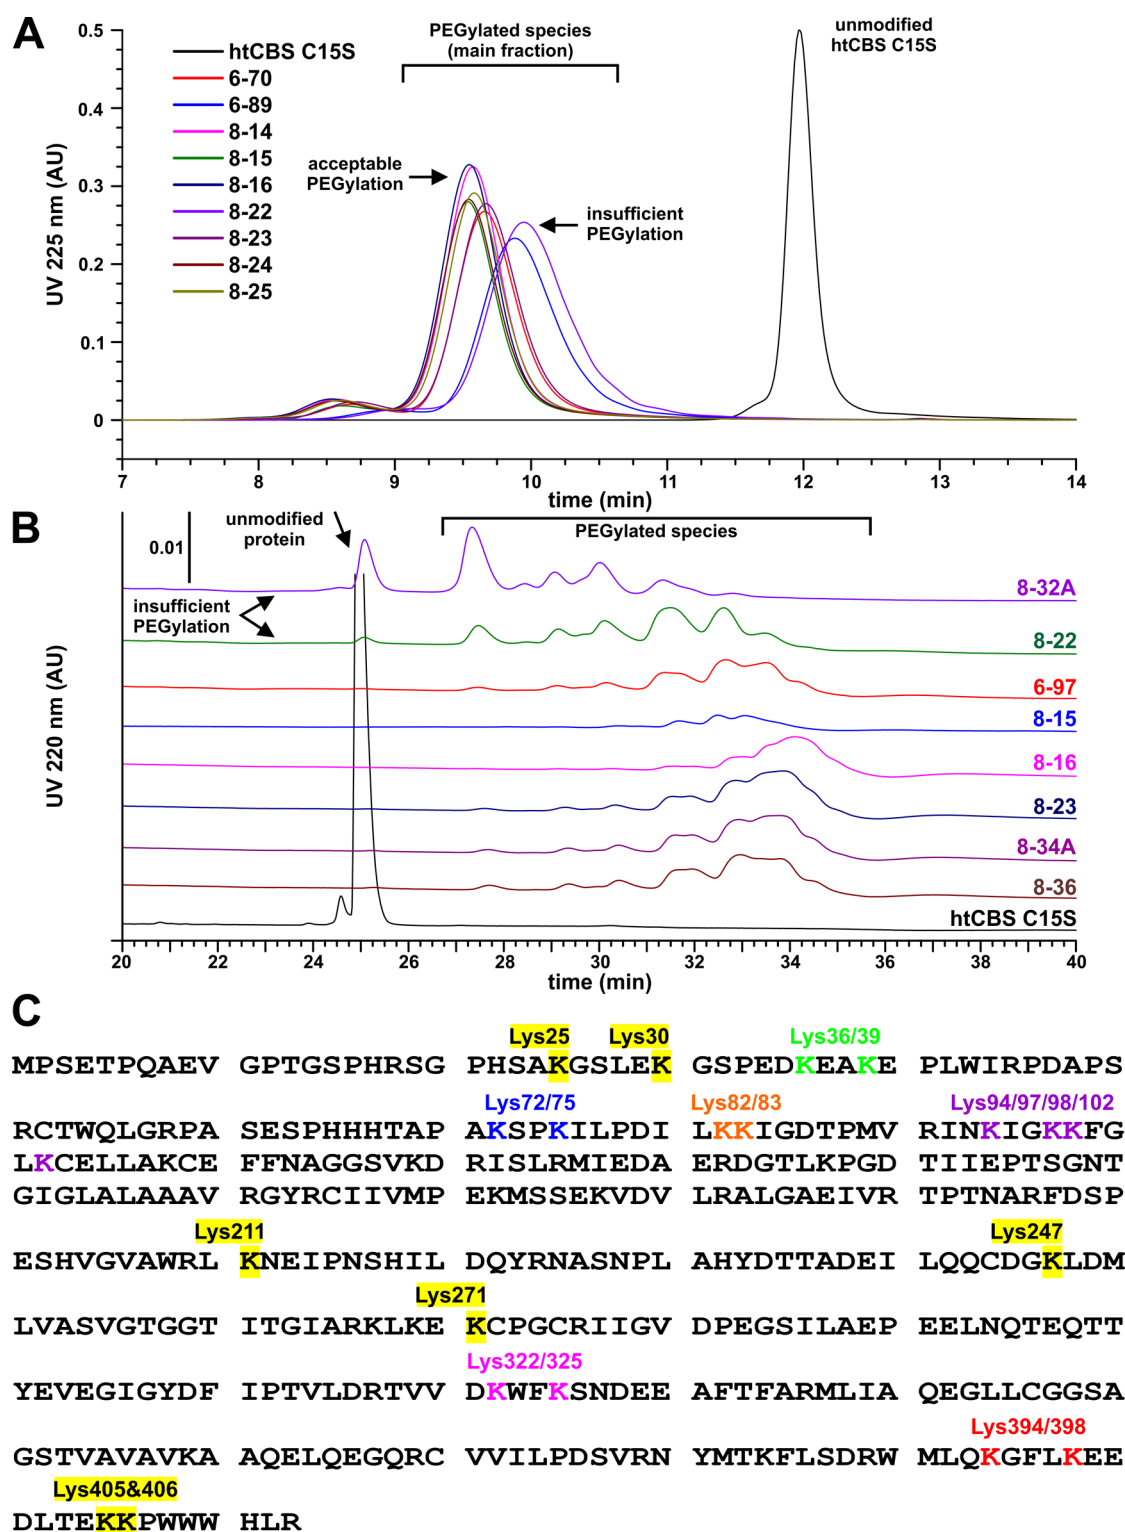 A
PEGylated species
(main fraction)
unmodified
htCBS C15S
0.5
0.4
0.3
0.2
0.1
0
UV 225 nm (AU)
htCBS C15S
6-70
6-89
8-14
8-15
8-16
8-22
8-23
8-24
8-25
acceptable
PEGylation
insufficient
PEGylation
7 8 9 10 11 12 13 14
time (min)
B
unmodified
protein
PEGylated species
0.01
insufficient
PEGylation
UV 220 nm (AU)
8-32A
8-22
6-97
8-15
8-16
8-23
8-34A
8-36
htCBS C15S
20 22 24 26 28 30 32 34 36 38 40
time (min)
C
Lys25 Lys30 Lys36/39
MPSETPQAEV GPTGSPHRSG PHSAKGSLEK GSPEDKEAKE PLWIRPDAPS
Lys72/75 Lys82/83 Lys94/97/98/102
RCTWQLGRPA SESPHHHTAP AKSPKILPDI LKKIGDTPMV RINKIGKKFG
LKCELLAKCE FFNAGGSVKD RISLRMIEDA ERDGTLKPGD TIIEPTSGNT
GIGLALAAAV RGYRCIIVMP EKMSSEKVDV LRALGAEIVR TPTNARFDSP
Lys211 Lys247
ESHVGVAWRL KNEIPNSHIL DQYRNASNPL AHYDTTADEI LQQCDGKLDM
Lys271
LVASVGTGGT ITGIARKLKE KCPGCRIIGV DPEGSILAEP EELNQTEQTT
Lys322/325
YEVEGIGYDF IPTVLDRTVV DKWFKSNDEE AFTFARMLIA QEGLLCGGSA
Lys394/398
GSTVAVAVKA AQELQEGQRC VVILPDSVRN YMTKFLSDRW MLQKGFLKEE
Lys405&406
DLTEKKPWWW HLR